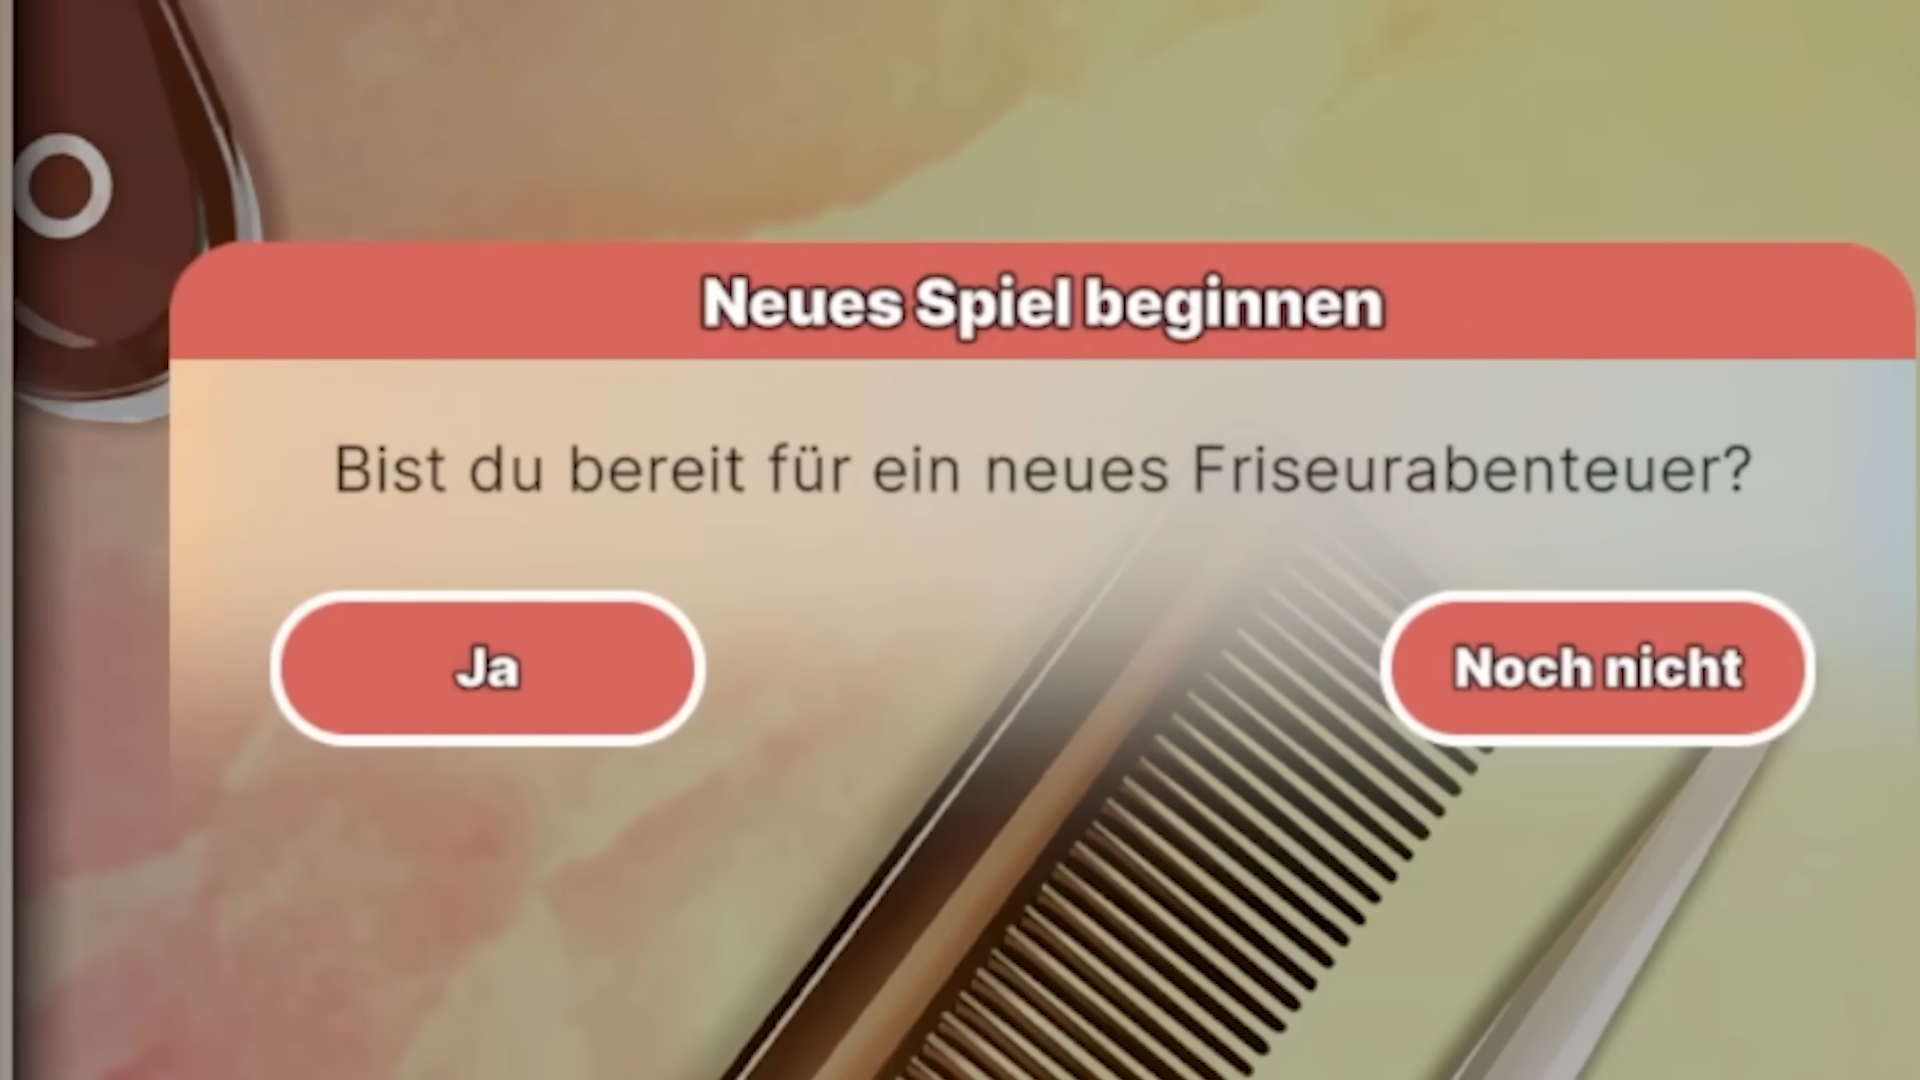 Neues Spiel beginnen
Bist du bereit für ein neues Friseurabenteuer?
Ja
Noch nicht